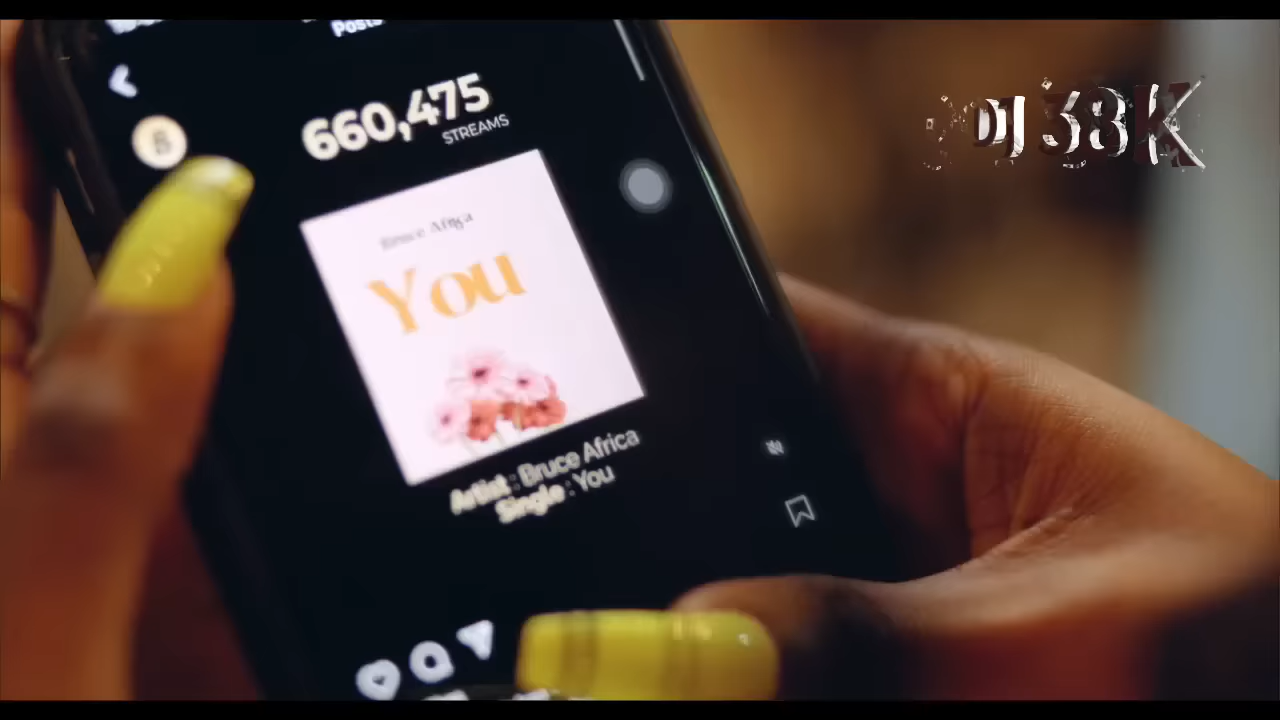 Posts
660,475
STREAMS
B
Bruce Africa
You
Artist : Bruce Africa
Single : You
DJ 38K